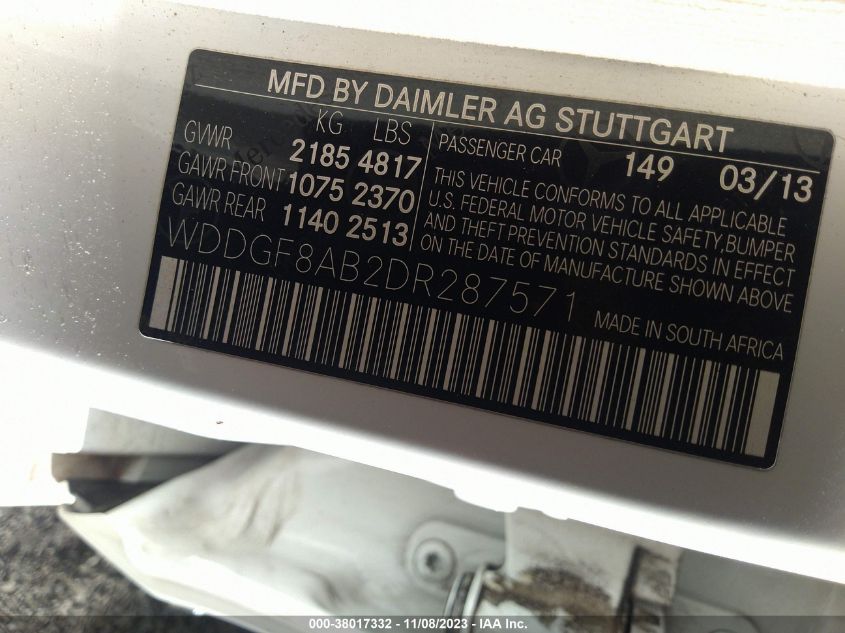 MFD BY DAIMLER AG STUTTGART
KG LBS
GVWR 2185 4817
GAWR FRONT 1075 2370
GAWR REAR 1140 2513
PASSENGER CAR 149 03/13
THIS VEHICLE CONFORMS TO ALL APPLICABLE
U.S. FEDERAL MOTOR VEHICLE SAFETY, BUMPER
AND THEFT PREVENTION STANDARDS IN EFFECT
ON THE DATE OF MANUFACTURE SHOWN ABOVE
WDDGF8AB2DR287571
MADE IN SOUTH AFRICA
000-38017332 - 11/08/2023 - IAA Inc.